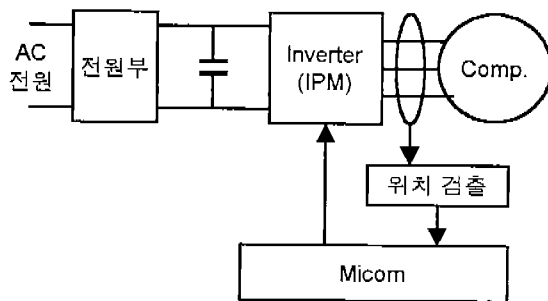 AC
전원
전원부
Inverter
(IPM)
Comp.
위치 검출
Micom